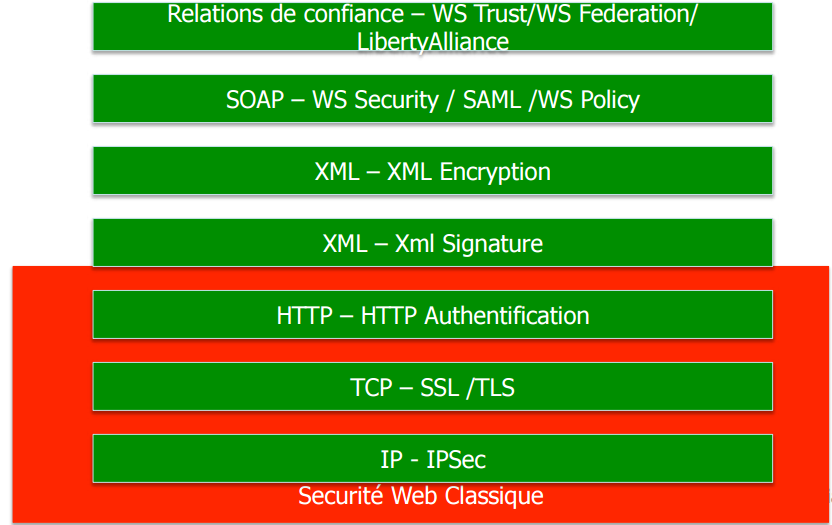 Relations de confiance – WS Trust/WS Federation/
LibertyAlliance
SOAP – WS Security / SAML /WS Policy
XML – XML Encryption
XML – Xml Signature
HTTP – HTTP Authentification
TCP – SSL /TLS
IP - IPSec
Securité Web Classique